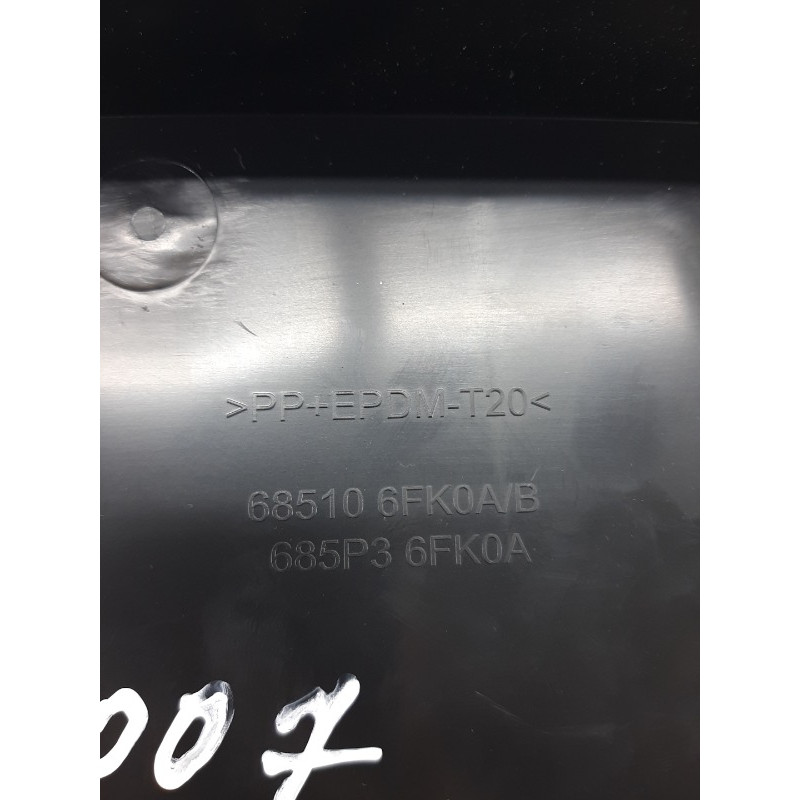 >PP+EPDM-T20<
68510 6FK0A/B
685P3 6FK0A
007